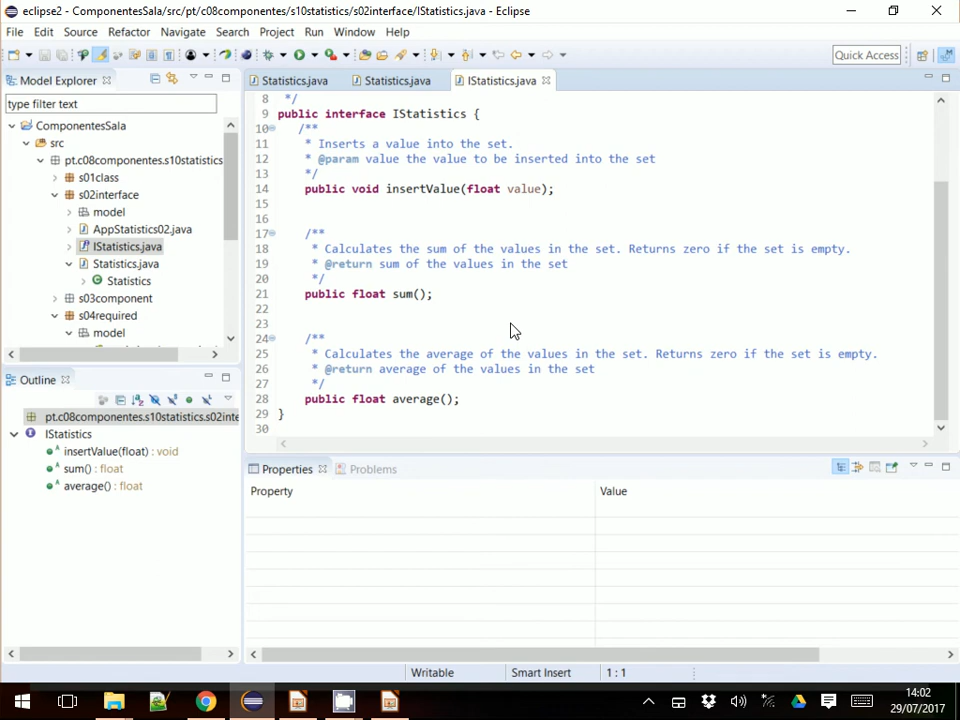 eclipse2 - ComponentesSala/src/pt/c08componentes/s10statistics/s02interface/IStatistics.java - Eclipse
File Edit Source Refactor Navigate Search Project Run Window Help
Quick Access
Model Explorer
type filter text
ComponentesSala
src
pt.c08componentes.s10statistics
s01class
s02interface
model
AppStatistics02.java
IStatistics.java
Statistics.java
Statistics
s03component
s04required
model
Outline
pt.c08componentes.s10statistics.s02inte
IStatistics
insertValue(float) : void
sum() : float
average() : float
Statistics.java Statistics.java IStatistics.java
8 */
9 public interface IStatistics {
10 /**
11 * Inserts a value into the set.
12 * @param value the value to be inserted into the set
13 */
14 public void insertValue(float value);
15
16
17 /**
18 * Calculates the sum of the values in the set. Returns zero if the set is empty.
19 * @return sum of the values in the set
20 */
21 public float sum();
22
23
24 /**
25 * Calculates the average of the values in the set. Returns zero if the set is empty.
26 * @return average of the values in the set
27 */
28 public float average();
29 }
30
Properties Problems
Property Value
Writable Smart Insert 1 : 1
14:02
29/07/2017